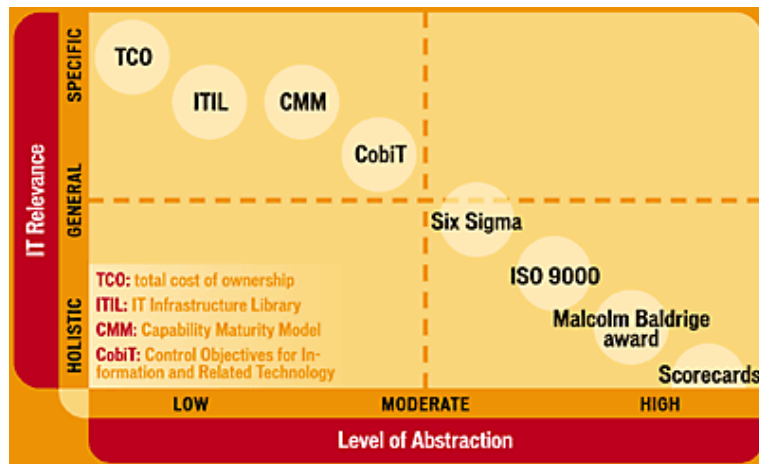 IT Relevance
SPECIFIC
GENERAL
HOLISTIC
TCO
ITIL
CMM
CobiT
Six Sigma
ISO 9000
Malcolm Baldrige
award
Scorecards
TCO: total cost of ownership
ITIL: IT Infrastructure Library
CMM: Capability Maturity Model
CobiT: Control Objectives for In-
formation and Related Technology
LOW
MODERATE
HIGH
Level of Abstraction